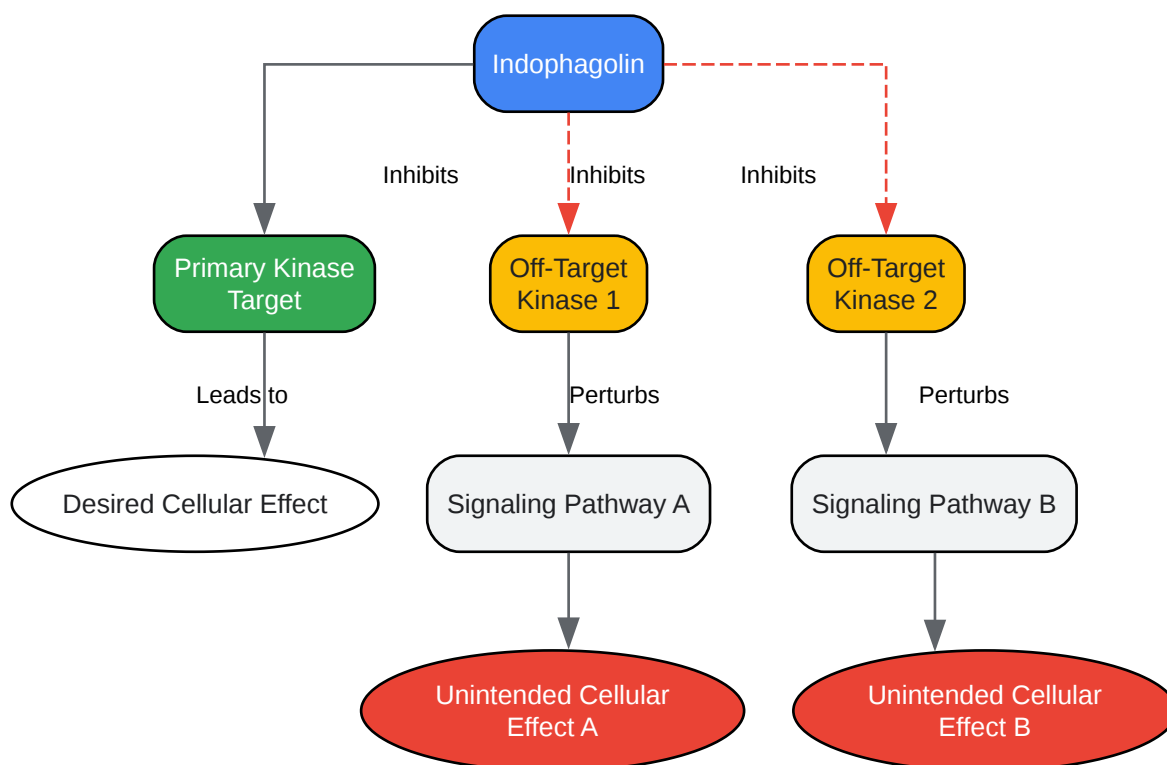 Indophagolin
Inhibits
Inhibits
Inhibits
Primary Kinase
Target
Off-Target
Kinase 1
Off-Target
Kinase 2
Leads to
Perturbs
Perturbs
Desired Cellular Effect
Signaling Pathway A
Signaling Pathway B
Unintended Cellular
Effect A
Unintended Cellular
Effect B